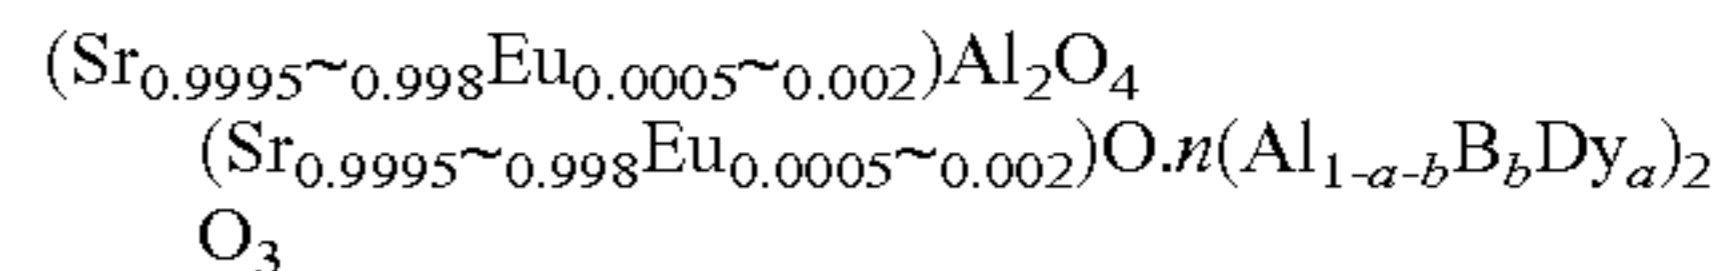 (Sr₀.₉₉₉₅~₀.₉₉₈Eu₀.₀₀₀₅~₀.₀₀₂)Al₂O₄
(Sr₀.₉₉₉₅~₀.₉₉₈Eu₀.₀₀₀₅~₀.₀₀₂)O.n(Al₁₋ₐ₋bBbDyₐ)₂
O₃